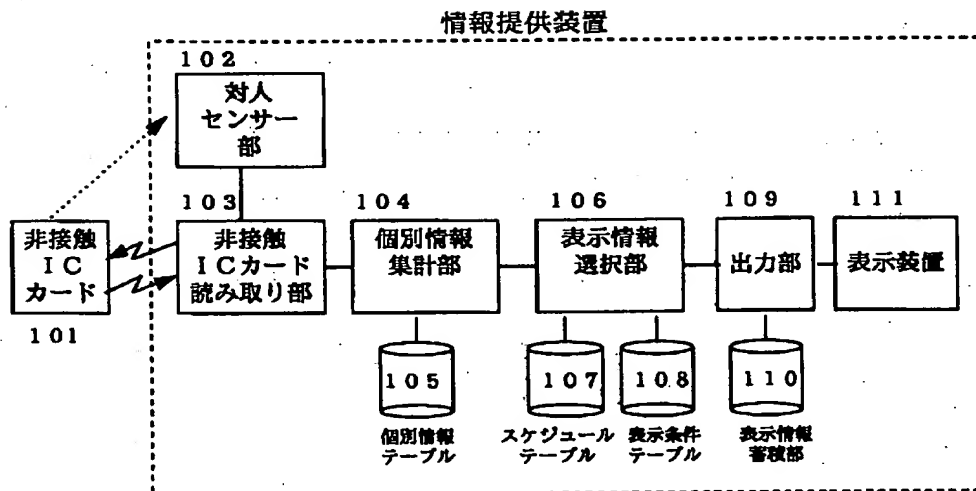 情報提供装置
102
対人
センサー
部
103
非接触
ICカード
読み取り部
非接触
IC
カード
101
104
個別情報
集計部
105
個別情報
テーブル
106
表示情報
選択部
107
スケジュール
テーブル
108
表示条件
テーブル
109
出力部
110
表示情報
蓄積部
111
表示装置